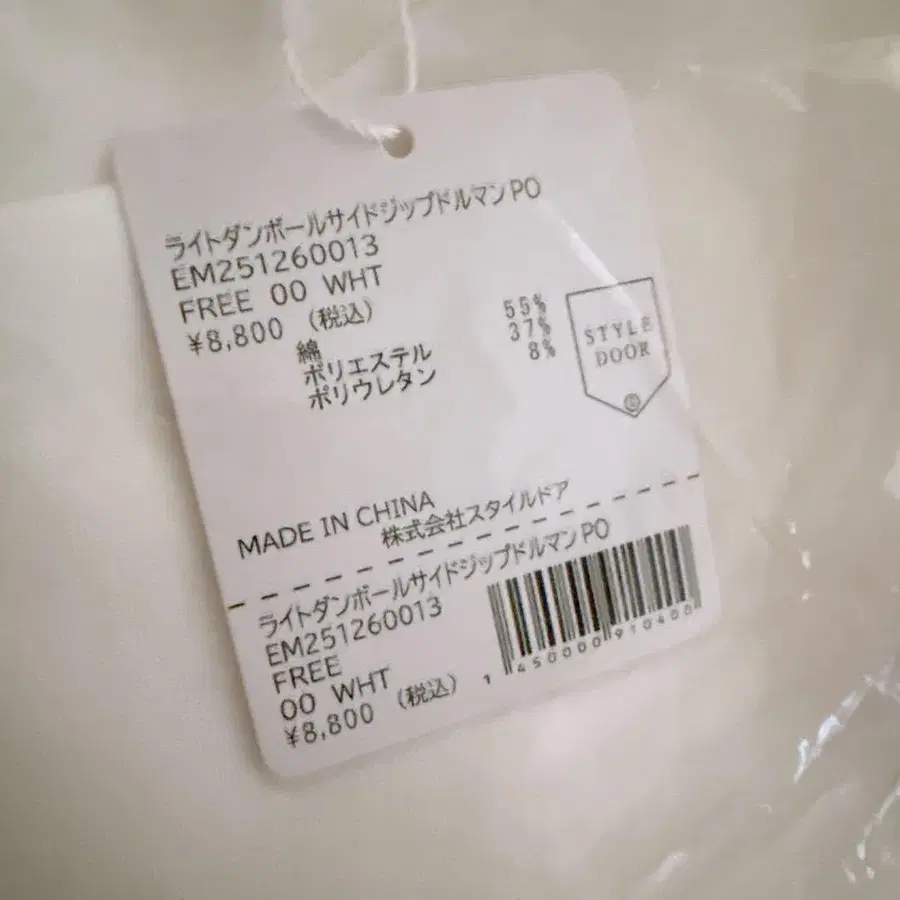 ライトダンボールサイドジップドルマンPO
EM251260013
FREE 00 WHT
¥8,800 (税込)
綿 55%
ポリエステル 37%
ポリウレタン 8%
STYLE
DOOR
MADE IN CHINA
株式会社スタイルドア
ライトダンボールサイドジップドルマンPO
EM251260013
FREE
00 WHT
¥8,800 (税込)
1 450000 910400